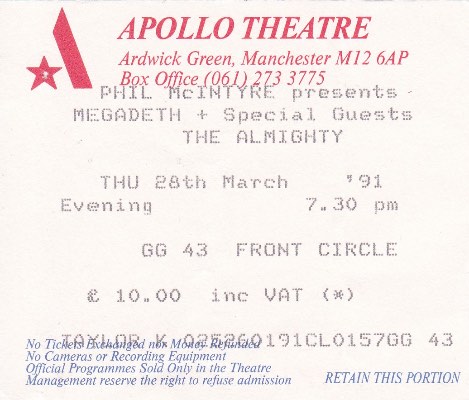 APOLLO THEATRE
Ardwick Green, Manchester M12 6AP
Box Office (061) 273 3775
PHIL McINTYRE presents
MEGADETH + Special Guests
THE ALMIGHTY
THU 28th March '91
Evening 7.30 pm
GG 43 FRONT CIRCLE
£ 10.00 inc VAT (*)
TAYLOR K 025260191CL0157GG 43
No Tickets Exchanged nor Money Refunded
No Cameras or Recording Equipment
Official Programmes Sold Only in the Theatre
Management reserve the right to refuse admission
RETAIN THIS PORTION